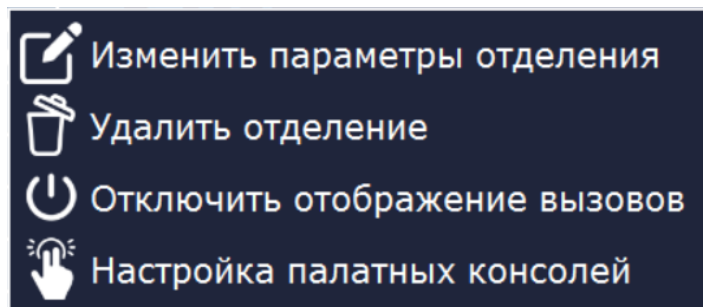 Изменить параметры отделения
Удалить отделение
Отключить отображение вызовов
Настройка палатных консолей